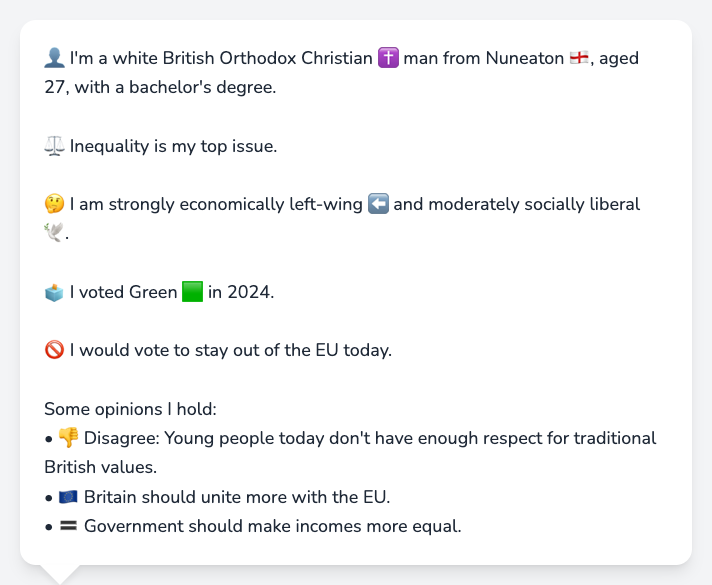 👤 I'm a white British Orthodox Christian ✝️ man from Nuneaton 🏴󠁧󠁢󠁥󠁮󠁧󠁿, aged
27, with a bachelor's degree.
⚖️ Inequality is my top issue.
🤔 I am strongly economically left-wing ⬅️ and moderately socially liberal
🕊️.
🗳️ I voted Green 🟩 in 2024.
🚫 I would vote to stay out of the EU today.
Some opinions I hold:
• 👎 Disagree: Young people today don't have enough respect for traditional
British values.
• 🇪🇺 Britain should unite more with the EU.
• 🟰 Government should make incomes more equal.